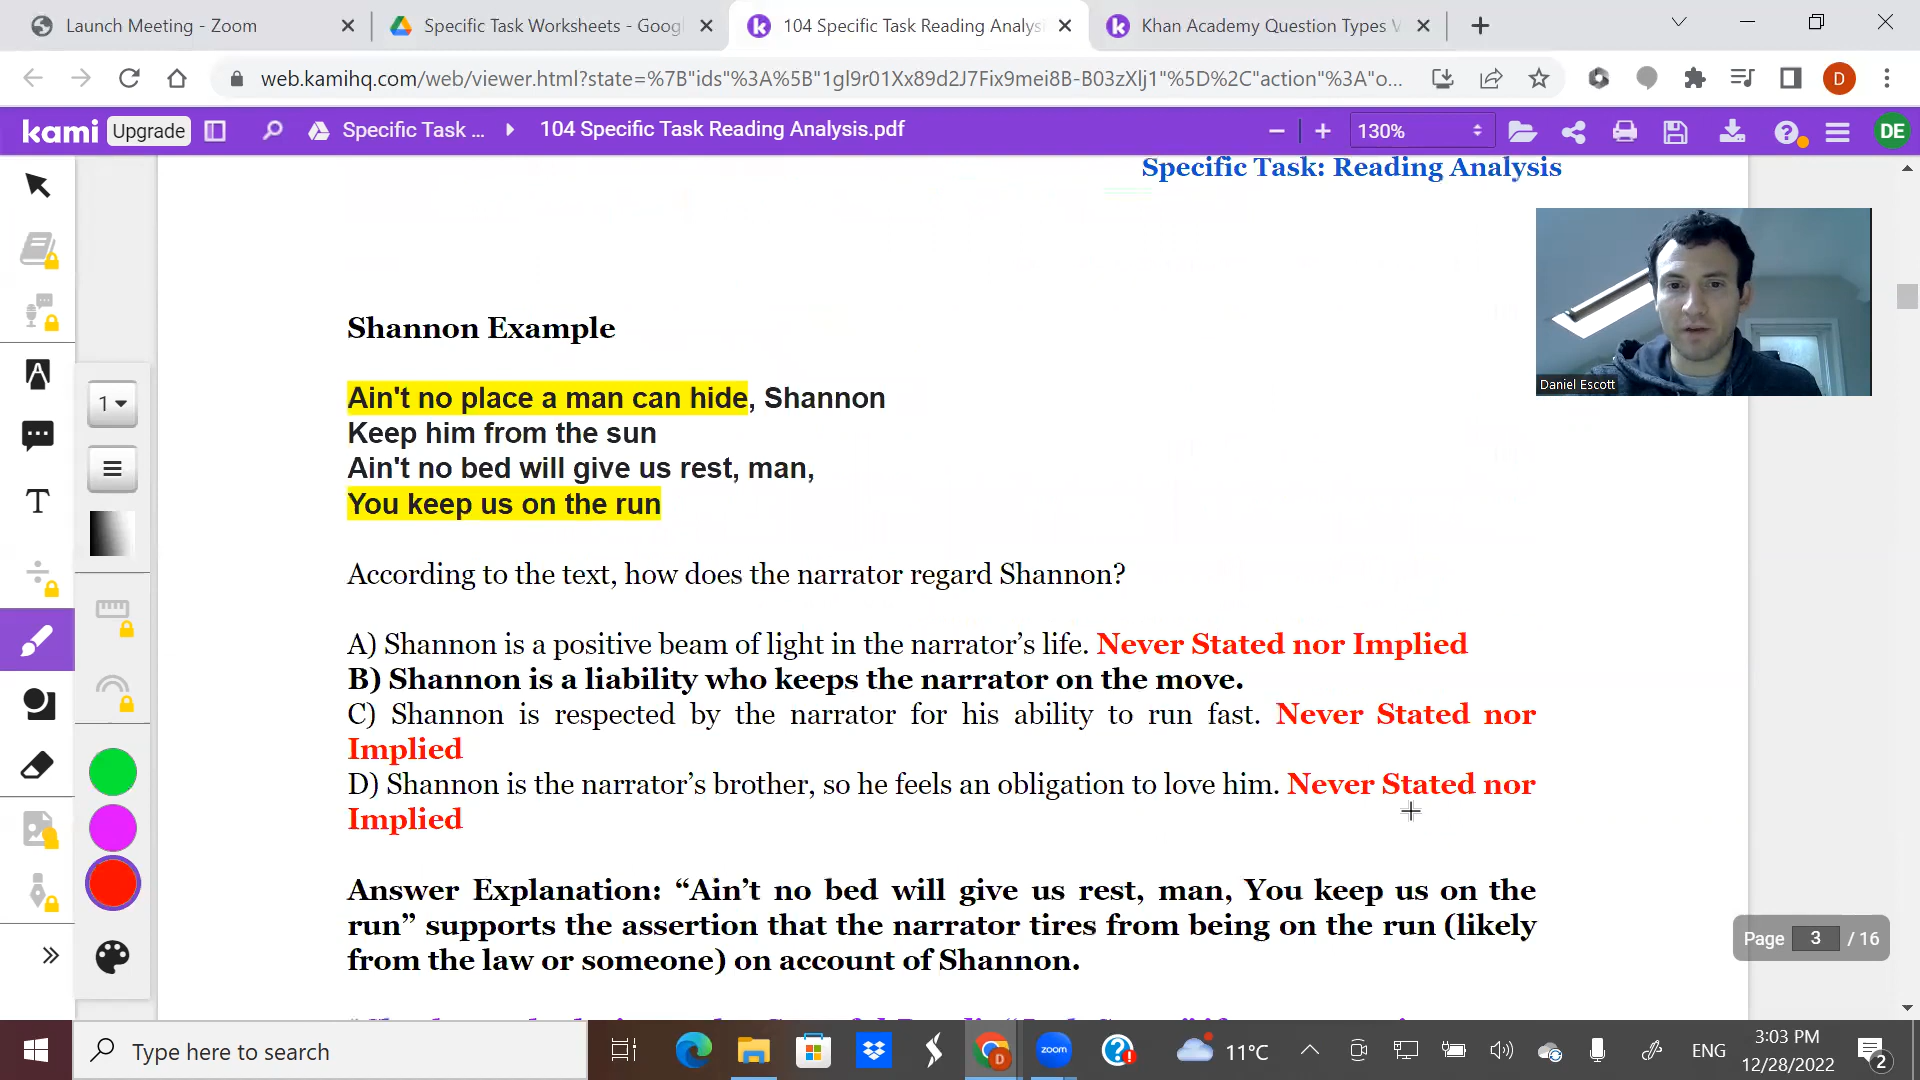 Launch Meeting - Zoom
Specific Task Worksheets - Googl
104 Specific Task Reading Analysis
Khan Academy Question Types V
web.kamihq.com/web/viewer.html?state=%7B"ids"%3A%5B"1gl9r01Xx89d2J7Fix9mei8B-B03zXlj1"%5D%2C"action"%3A"o...
D
kami Upgrade
Specific Task ...
104 Specific Task Reading Analysis.pdf
130%
DE
Specific Task: Reading Analysis
Daniel Escott
Shannon Example
Ain't no place a man can hide, Shannon
Keep him from the sun
Ain't no bed will give us rest, man,
You keep us on the run
According to the text, how does the narrator regard Shannon?
A) Shannon is a positive beam of light in the narrator’s life. Never Stated nor Implied
B) Shannon is a liability who keeps the narrator on the move.
C) Shannon is respected by the narrator for his ability to run fast. Never Stated nor
Implied
D) Shannon is the narrator’s brother, so he feels an obligation to love him. Never Stated nor
Implied
Answer Explanation: “Ain’t no bed will give us rest, man, You keep us on the
run” supports the assertion that the narrator tires from being on the run (likely
from the law or someone) on account of Shannon.
1
T
Page 3 / 16
Type here to search
zoom
D
11°C
ENG
3:03 PM
12/28/2022
2